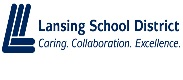 Lansing School District
Caring. Collaboration. Excellence.